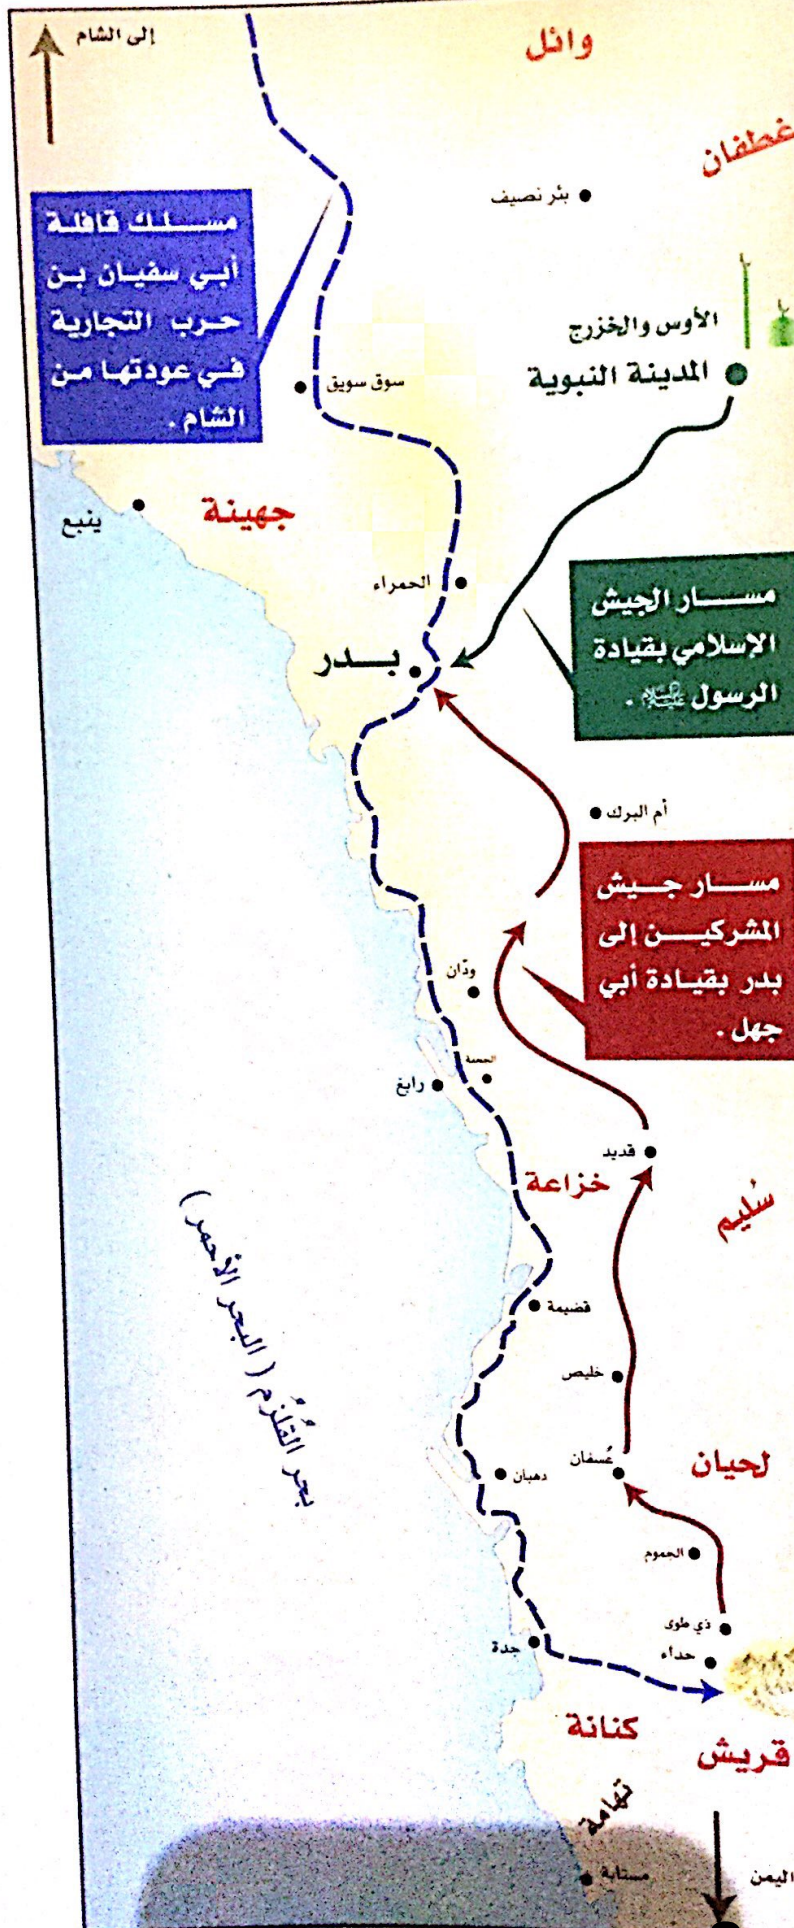 إلى الشام
وائل
غطفان
بئر نصيف
مسلك قافلة
أبي سفيان بن
حرب التجارية
في عودتها من
الشام .
الأوس والخزرج
المدينة النبوية
سوق سويق
ينبع
جهينة
الحمراء
مسار الجيش
الإسلامي بقيادة
الرسول ﷺ .
بدر
أم البرك
مسار جيش
المشركين إلى
بدر بقيادة أبي
جهل .
ودّان
الجحفة
رابغ
قديد
خزاعة
سُليم
بحر القُلْزُم ( البحر الأحمر )
قضيمة
خليص
عُسفان
لحيان
دهبان
الجموم
ذي طوى
حداء
جدة
كنانة
قريش
تهامة
مستابة
اليمن